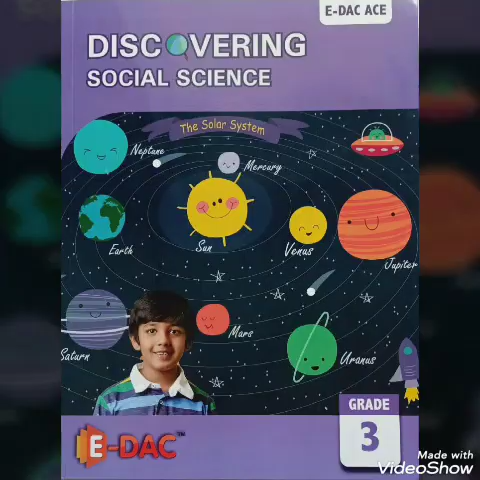 E-DAC ACE
DISCOVERING
SOCIAL SCIENCE
The Solar System
Neptune
Mercury
Earth
Sun
Venus
Jupiter
Saturn
Mars
Uranus
GRADE
3
E-DAC™
Made with
VideoShow